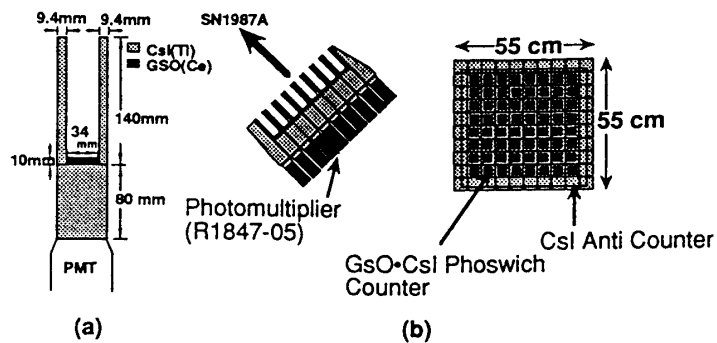 9.4mm 9.4mm
CsI(Tl)
GSO(Ce)
140mm
34
mm
10mm
80 mm
PMT
(a)
SN1987A
Photomultiplier
(R1847-05)
55 cm
55 cm
CsI Anti Counter
GsO•CsI Phoswich
Counter
(b)